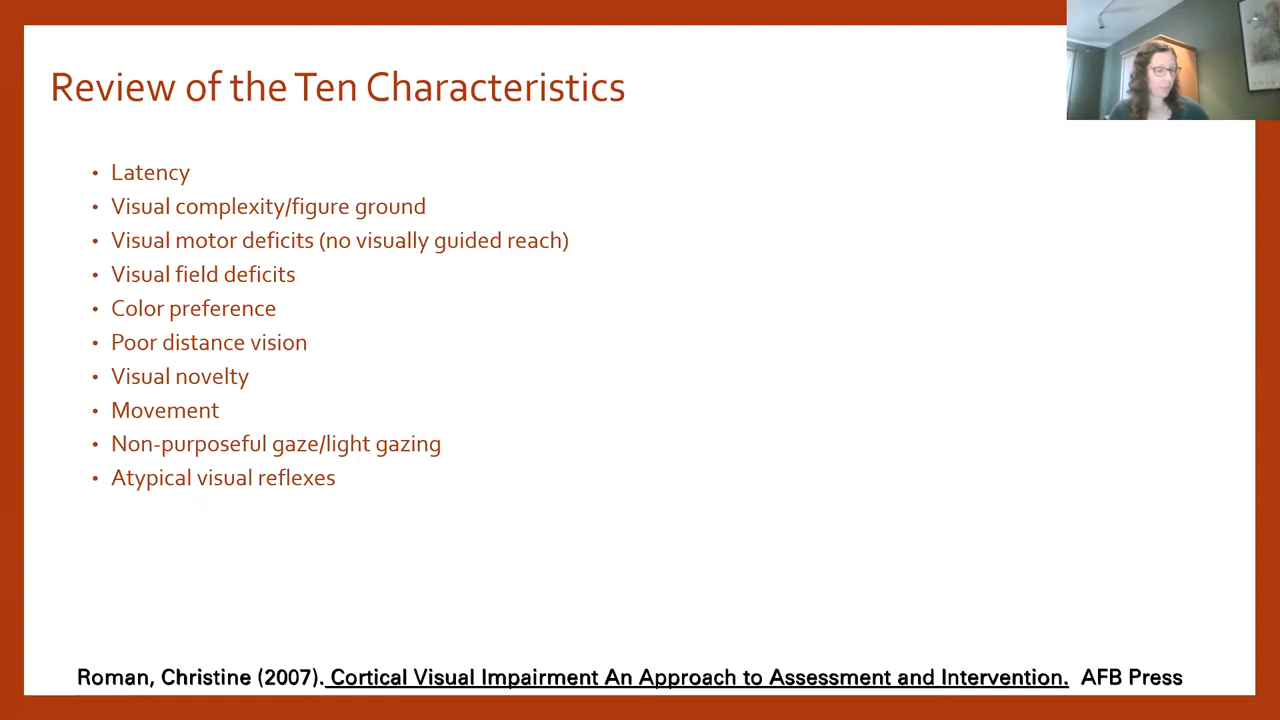 Review of the Ten Characteristics
• Latency
• Visual complexity/figure ground
• Visual motor deficits (no visually guided reach)
• Visual field deficits
• Color preference
• Poor distance vision
• Visual novelty
• Movement
• Non-purposeful gaze/light gazing
• Atypical visual reflexes
Roman, Christine (2007). Cortical Visual Impairment An Approach to Assessment and Intervention. AFB Press